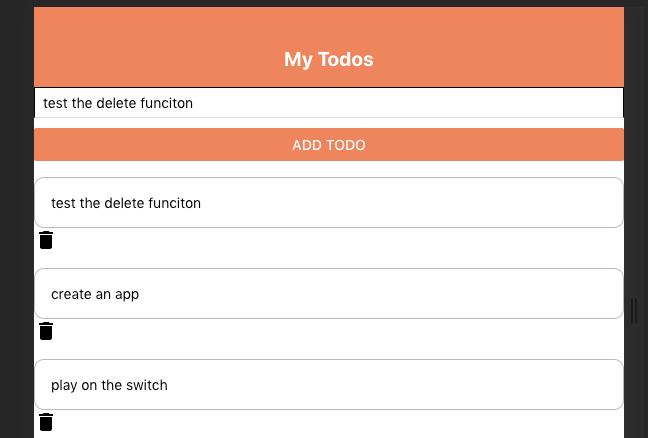 My Todos
test the delete funciton
ADD TODO
test the delete funciton
create an app
play on the switch